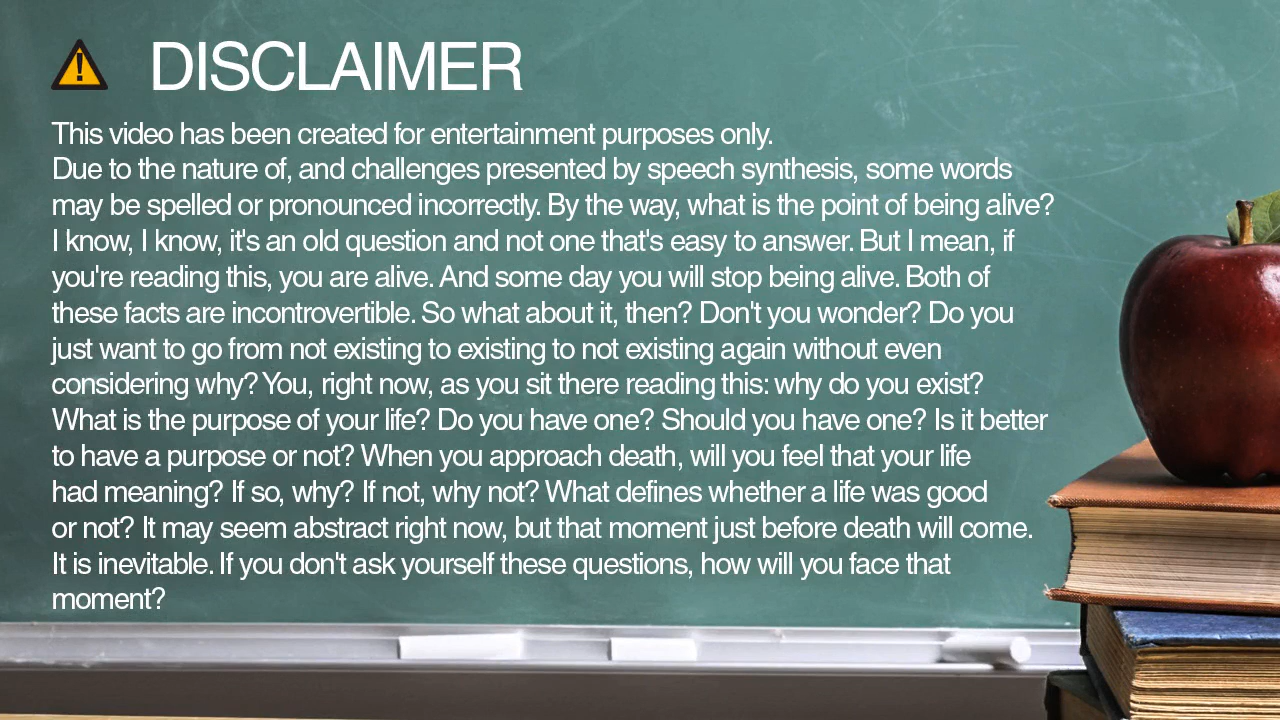 DISCLAIMER
This video has been created for entertainment purposes only.
Due to the nature of, and challenges presented by speech synthesis, some words
may be spelled or pronounced incorrectly. By the way, what is the point of being alive?
I know, I know, it's an old question and not one that's easy to answer. But I mean, if
you're reading this, you are alive. And some day you will stop being alive. Both of
these facts are incontrovertible. So what about it, then? Don't you wonder? Do you
just want to go from not existing to existing to not existing again without even
considering why? You, right now, as you sit there reading this: why do you exist?
What is the purpose of your life? Do you have one? Should you have one? Is it better
to have a purpose or not? When you approach death, will you feel that your life
had meaning? If so, why? If not, why not? What defines whether a life was good
or not? It may seem abstract right now, but that moment just before death will come.
It is inevitable. If you don't ask yourself these questions, how will you face that
moment?